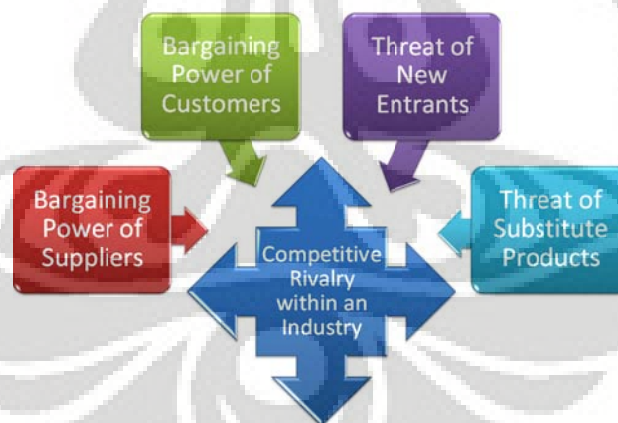 Bargaining
Power of
Customers
Threat of
New
Entrants
Bargaining
Power of
Suppliers
Threat of
Substitute
Products
Competitive
Rivalry
within an
Industry